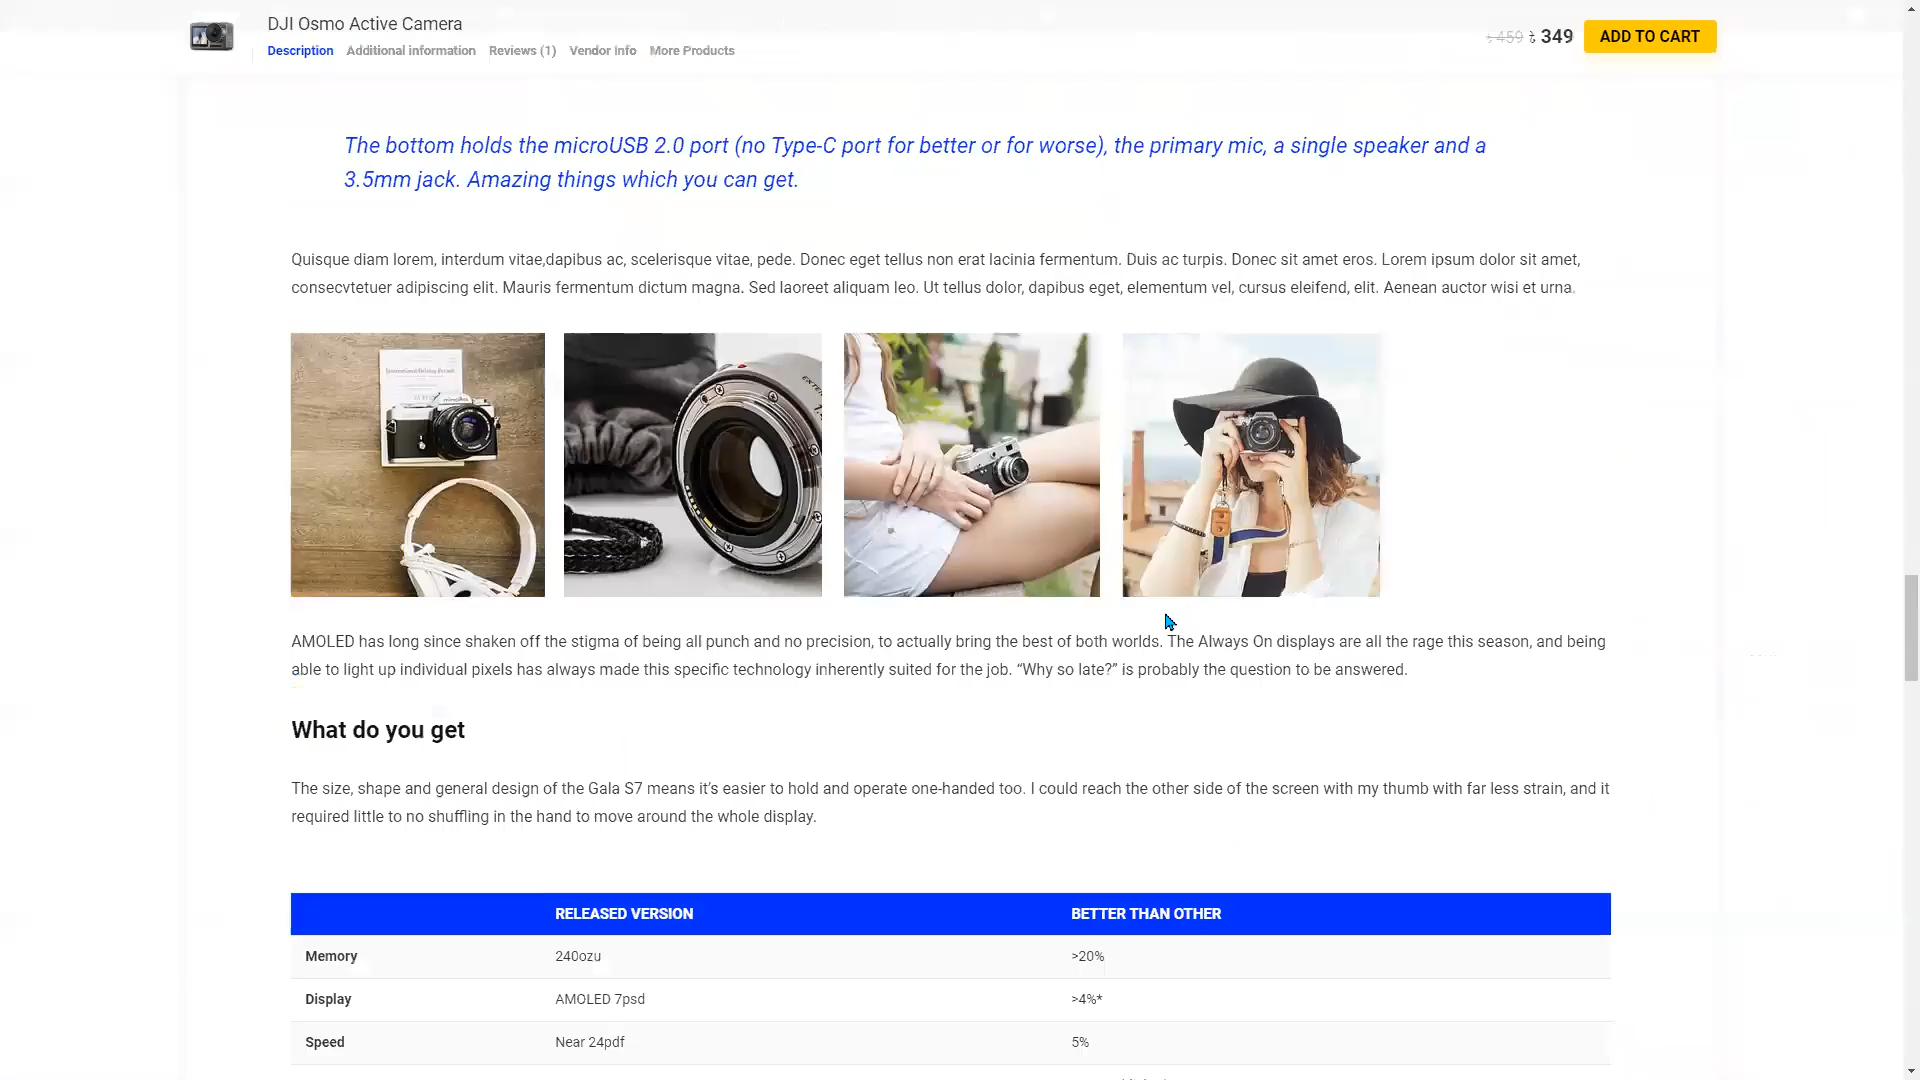 DJI Osmo Active Camera
Description Additional information Reviews (1) Vendor Info More Products
৳ 459 ৳ 349 ADD TO CART
The bottom holds the microUSB 2.0 port (no Type-C port for better or for worse), the primary mic, a single speaker and a
3.5mm jack. Amazing things which you can get.
Quisque diam lorem, interdum vitae,dapibus ac, scelerisque vitae, pede. Donec eget tellus non erat lacinia fermentum. Duis ac turpis. Donec sit amet eros. Lorem ipsum dolor sit amet,
consecvtetuer adipiscing elit. Mauris fermentum dictum magna. Sed laoreet aliquam leo. Ut tellus dolor, dapibus eget, elementum vel, cursus eleifend, elit. Aenean auctor wisi et urna.
International Driving Permit
minolta
AMOLED has long since shaken off the stigma of being all punch and no precision, to actually bring the best of both worlds. The Always On displays are all the rage this season, and being
able to light up individual pixels has always made this specific technology inherently suited for the job. “Why so late?” is probably the question to be answered.
What do you get
The size, shape and general design of the Gala S7 means it’s easier to hold and operate one-handed too. I could reach the other side of the screen with my thumb with far less strain, and it
required little to no shuffling in the hand to move around the whole display.
RELEASED VERSION BETTER THAN OTHER
Memory 240ozu >20%
Display AMOLED 7psd >4%*
Speed Near 24pdf 5%